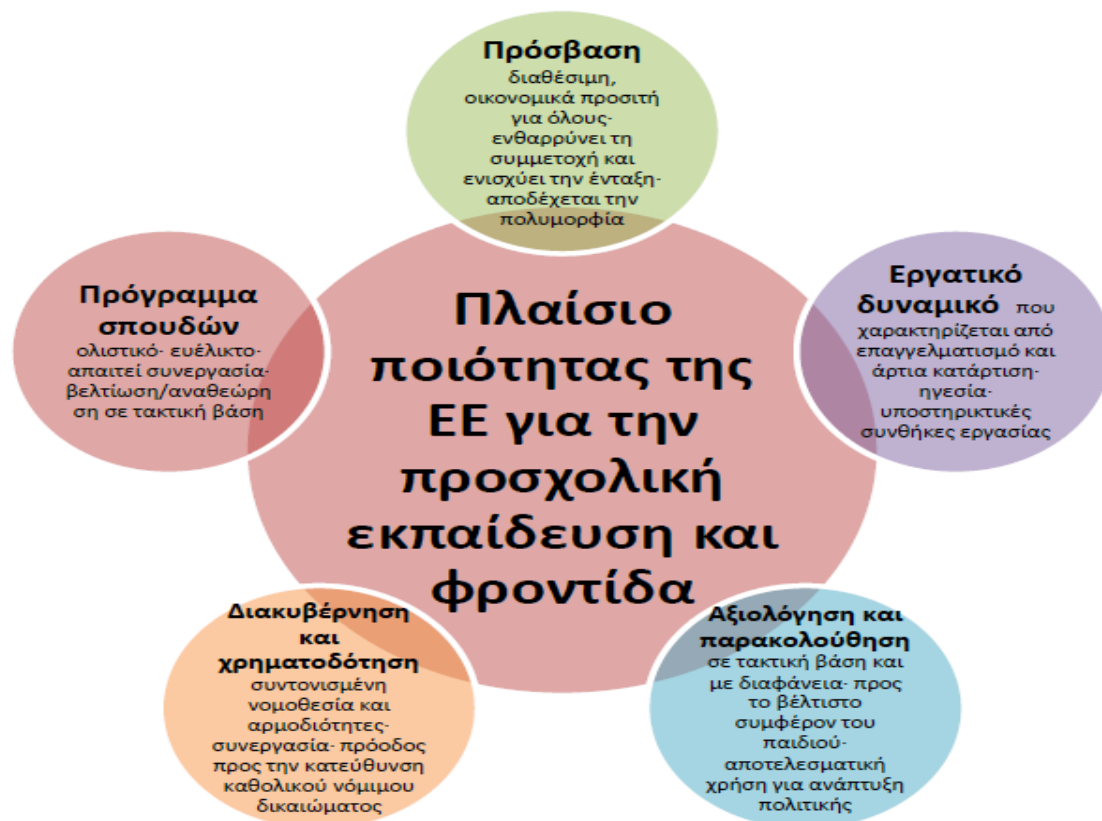 Πρόσβαση
διαθέσιμη,
οικονομικά προσιτή
για όλους·
ενθαρρύνει τη
συμμετοχή και
ενισχύει την ένταξη·
αποδέχεται την
πολυμορφία
Πρόγραμμα
σπουδών
ολιστικό· ευέλικτο·
απαιτεί συνεργασία·
βελτίωση/αναθεώρη
ση σε τακτική βάση
Εργατικό
δυναμικό που
χαρακτηρίζεται από
επαγγελματισμό και
άρτια κατάρτιση·
ηγεσία·
υποστηρικτικές
συνθήκες εργασίας
Πλαίσιο
ποιότητας της
ΕΕ για την
προσχολική
εκπαίδευση και
φροντίδα
Διακυβέρνηση
και
χρηματοδότηση
συντονισμένη
νομοθεσία και
αρμοδιότητες·
συνεργασία· πρόοδος
προς την κατεύθυνση
καθολικού νόμιμου
δικαιώματος
Αξιολόγηση και
παρακολούθηση
σε τακτική βάση και
με διαφάνεια· προς
το βέλτιστο
συμφέρον του
παιδιού·
αποτελεσματική
χρήση για ανάπτυξη
πολιτικής